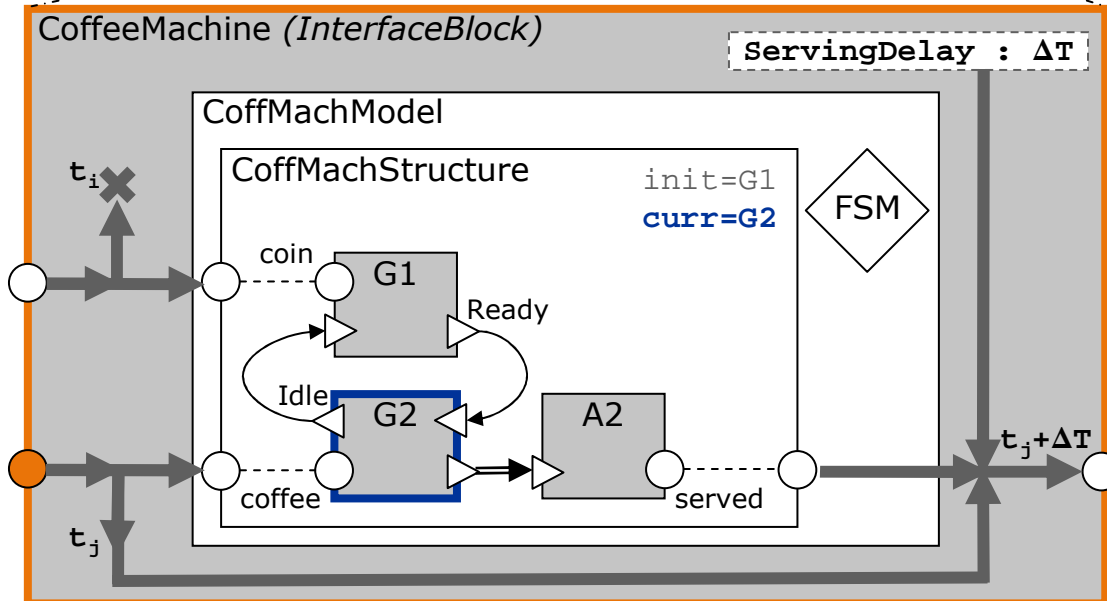 CoffeeMachine (InterfaceBlock)
ServingDelay : ΔT
CoffMachModel
CoffMachStructure
init=G1
curr=G2
FSM
tᵢ
coin
G1
Ready
Idle
G2
A2
tⱼ+ΔT
coffee
served
tⱼ